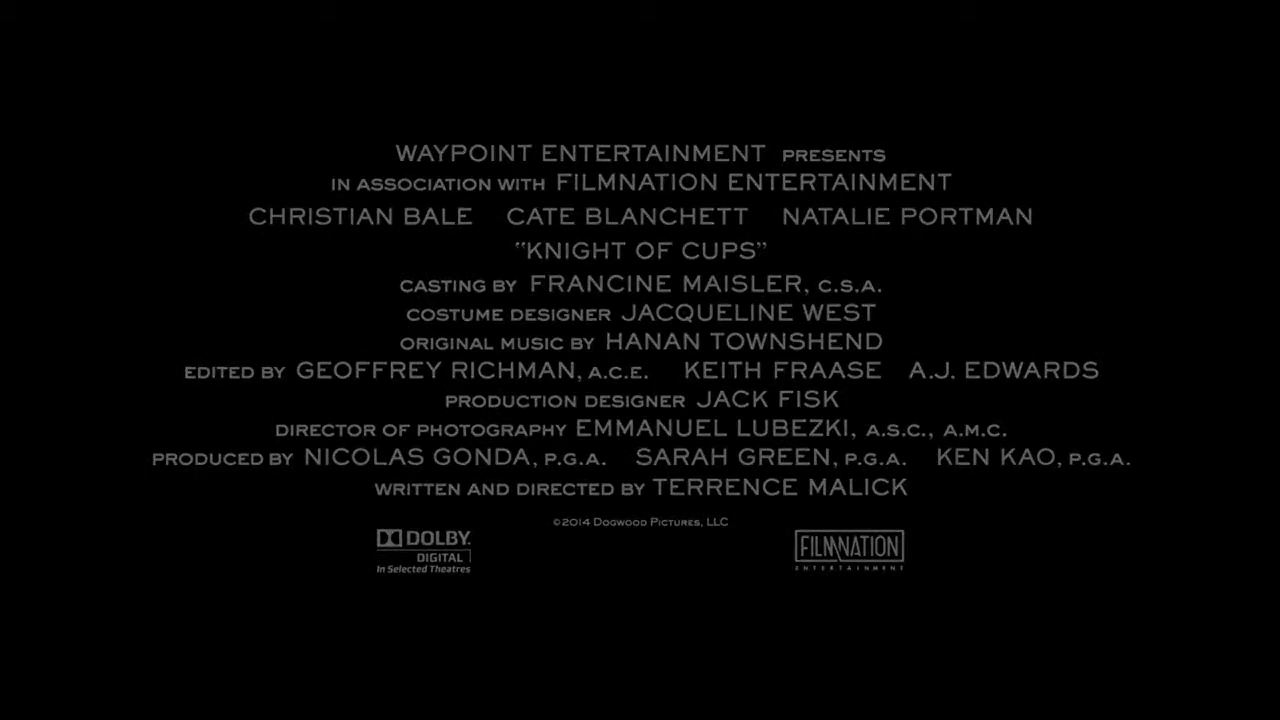 WAYPOINT ENTERTAINMENT PRESENTS
IN ASSOCIATION WITH FILMNATION ENTERTAINMENT
CHRISTIAN BALE CATE BLANCHETT NATALIE PORTMAN
"KNIGHT OF CUPS"
CASTING BY FRANCINE MAISLER, C.S.A.
COSTUME DESIGNER JACQUELINE WEST
ORIGINAL MUSIC BY HANAN TOWNSHEND
EDITED BY GEOFFREY RICHMAN, A.C.E. KEITH FRAASE A.J. EDWARDS
PRODUCTION DESIGNER JACK FISK
DIRECTOR OF PHOTOGRAPHY EMMANUEL LUBEZKI, A.S.C., A.M.C.
PRODUCED BY NICOLAS GONDA, P.G.A. SARAH GREEN, P.G.A. KEN KAO, P.G.A.
WRITTEN AND DIRECTED BY TERRENCE MALICK
©2014 DOGWOOD PICTURES, LLC
DOLBY
DIGITAL
In Selected Theatres
FILMNATION
ENTERTAINMENT